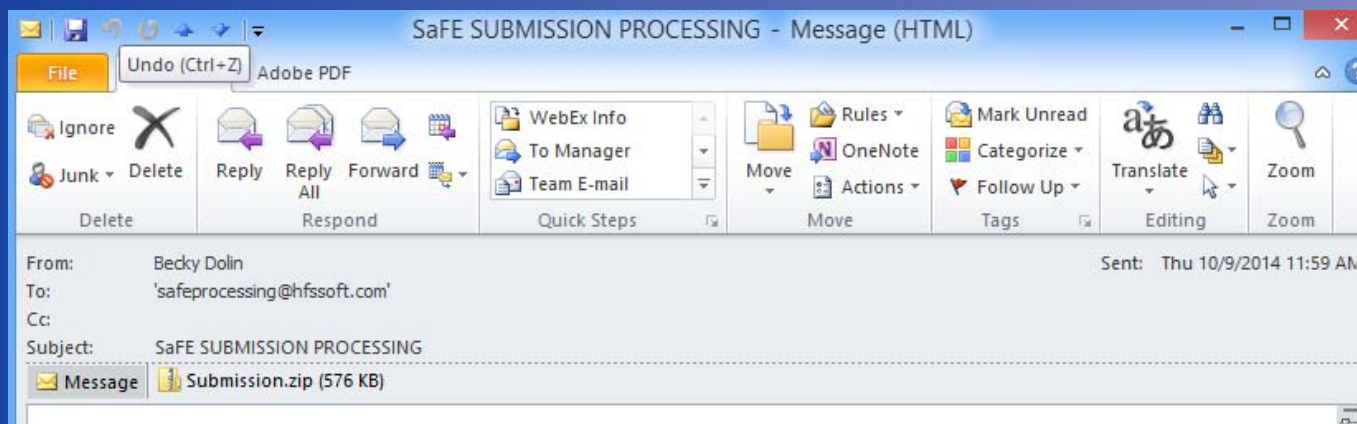 SaFE SUBMISSION PROCESSING - Message (HTML)
File
Undo (Ctrl+Z)
Adobe PDF
Ignore
Junk
Delete
Delete
Reply
Reply All
Forward
Respond
WebEx Info
To Manager
Team E-mail
Quick Steps
Move
Rules
OneNote
Actions
Move
Mark Unread
Categorize
Follow Up
Tags
Translate
Editing
Zoom
Zoom
From: Becky Dolin
Sent: Thu 10/9/2014 11:59 AM
To: 'safeprocessing@hfssoft.com'
Cc:
Subject: SaFE SUBMISSION PROCESSING
Message
Submission.zip (576 KB)